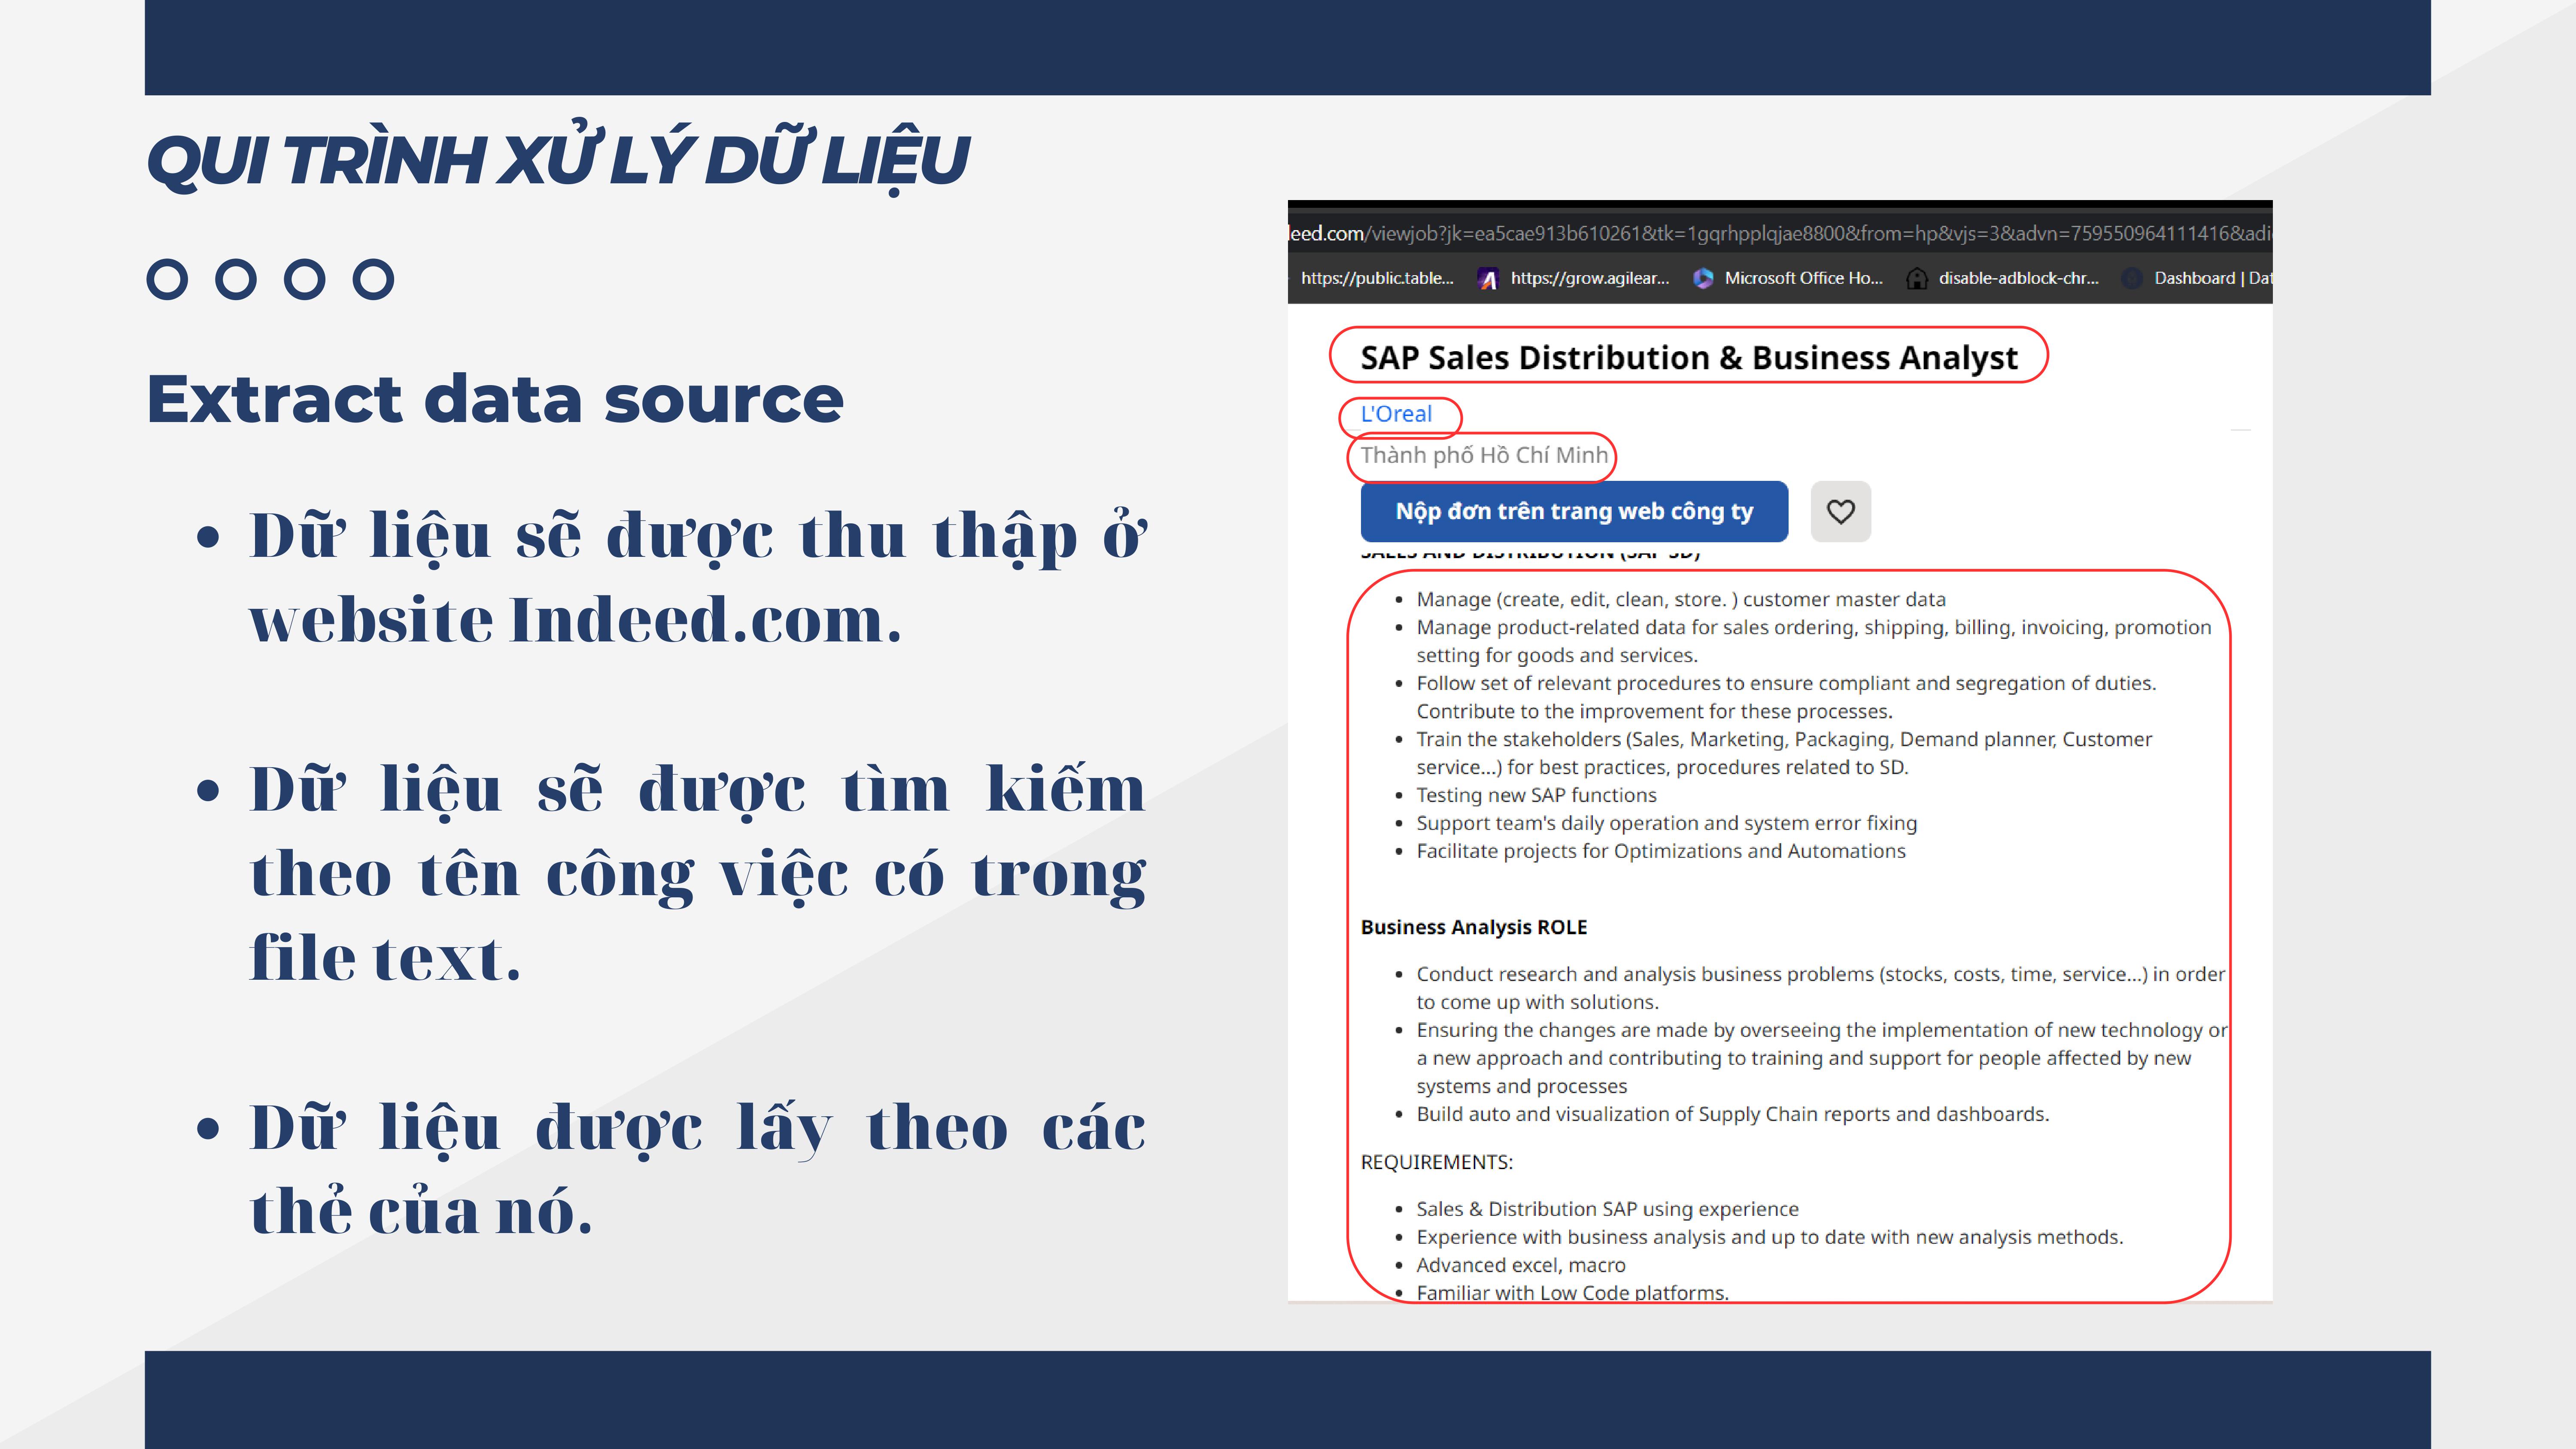 QUI TRÌNH XỬ LÝ DỮ LIỆU
Extract data source
• Dữ liệu sẽ được thu thập ở
website Indeed.com.
• Dữ liệu sẽ được tìm kiếm
theo tên công việc có trong
file text.
• Dữ liệu được lấy theo các
thẻ của nó.
leed.com/viewjob?jk=ea5cae913b610261&tk=1gqrhpplqjae8800&from=hp&vjs=3&advn=7595509641114168&adi
https://public.table... https://grow.agilear... Microsoft Office Ho... disable-adblock-chr... Dashboard | Dat
SAP Sales Distribution & Business Analyst
L'Oreal
Thành phố Hồ Chí Minh
Nộp đơn trên trang web công ty
SALES AND DISTRIBUTION (SAP SD)
• Manage (create, edit, clean, store. ) customer master data
• Manage product-related data for sales ordering, shipping, billing, invoicing, promotion
setting for goods and services.
• Follow set of relevant procedures to ensure compliant and segregation of duties.
Contribute to the improvement for these processes.
• Train the stakeholders (Sales, Marketing, Packaging, Demand planner, Customer
service...) for best practices, procedures related to SD.
• Testing new SAP functions
• Support team's daily operation and system error fixing
• Facilitate projects for Optimizations and Automations
Business Analysis ROLE
• Conduct research and analysis business problems (stocks, costs, time, service...) in order
to come up with solutions.
• Ensuring the changes are made by overseeing the implementation of new technology or
a new approach and contributing to training and support for people affected by new
systems and processes
• Build auto and visualization of Supply Chain reports and dashboards.
REQUIREMENTS:
• Sales & Distribution SAP using experience
• Experience with business analysis and up to date with new analysis methods.
• Advanced excel, macro
• Familiar with Low Code platforms.